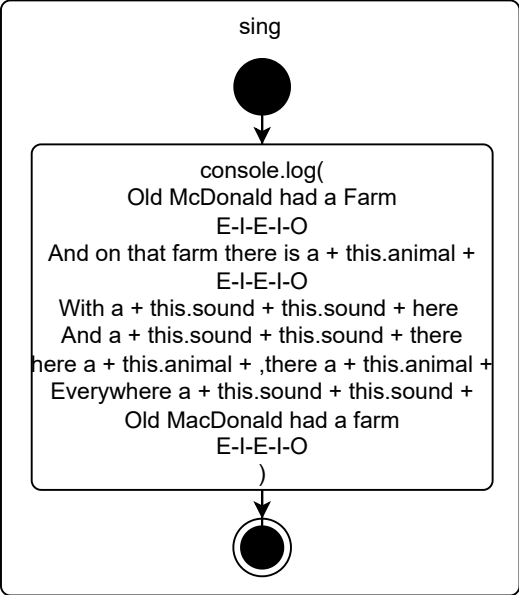 sing
console.log(
Old McDonald had a Farm
E-I-E-I-O
And on that farm there is a + this.animal +
E-I-E-I-O
With a + this.sound + this.sound + here
And a + this.sound + this.sound + there
here a + this.animal + ,there a + this.animal +
Everywhere a + this.sound + this.sound +
Old MacDonald had a farm
E-I-E-I-O
)